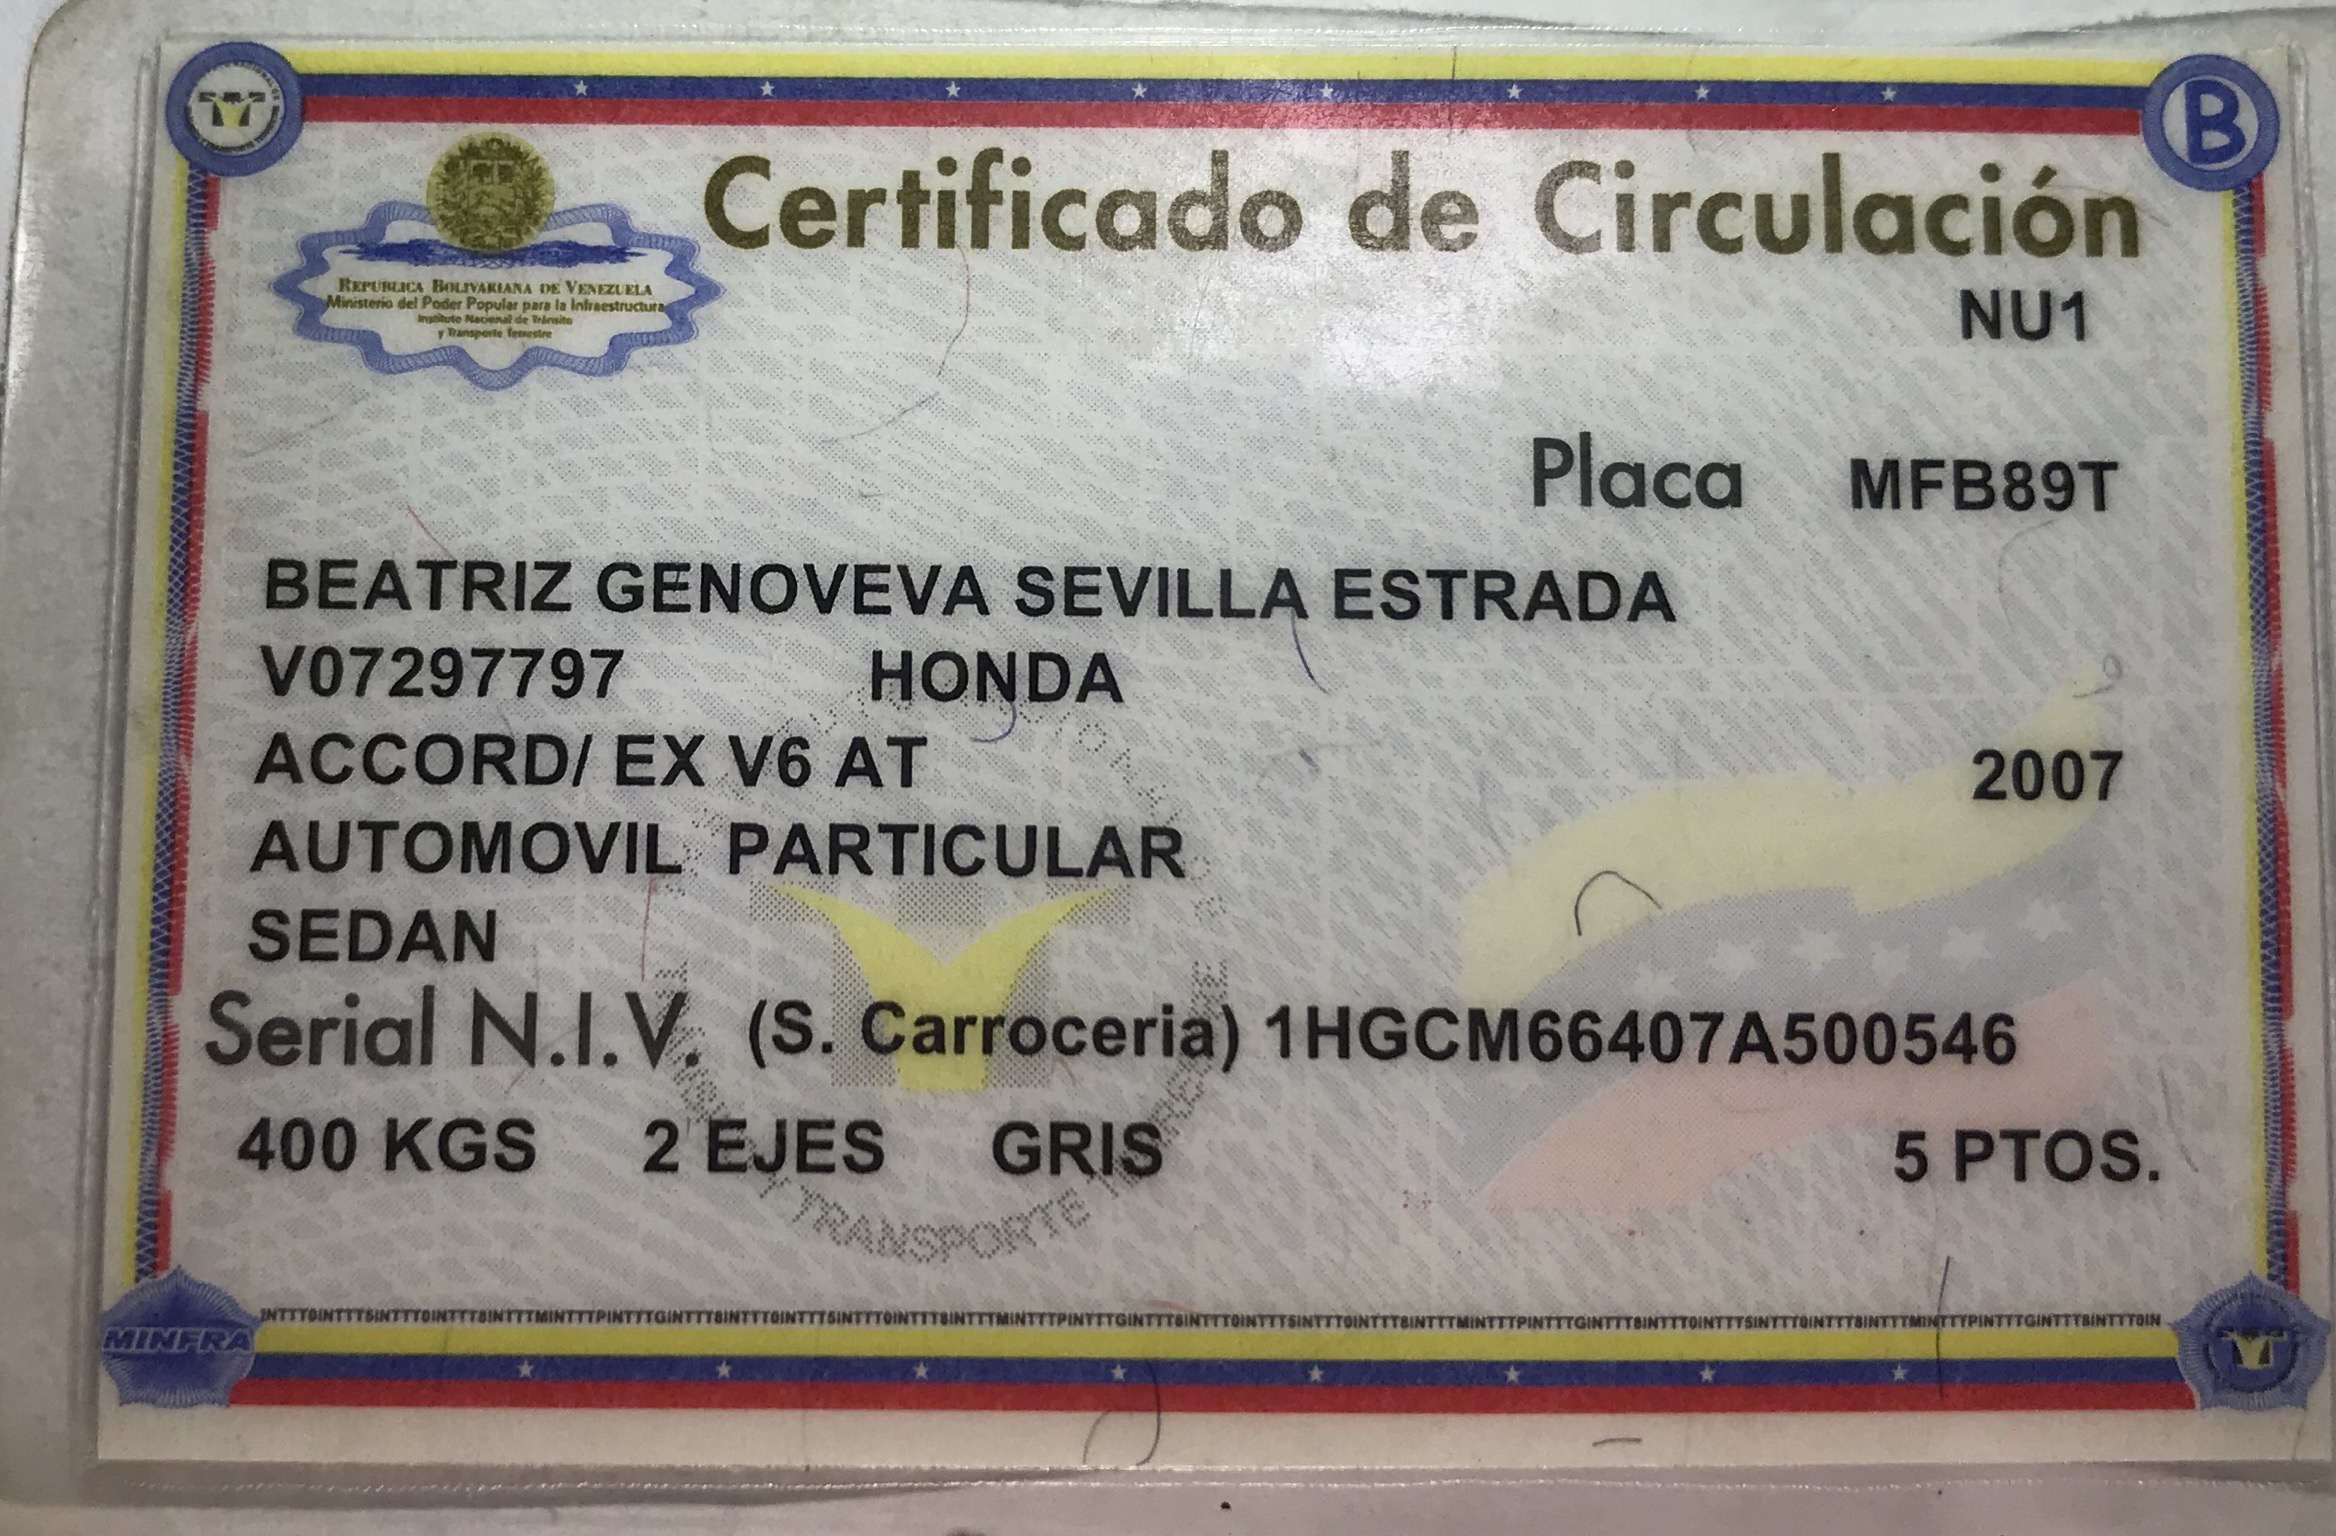 Certificado de Circulación
REPUBLICA BOLIVARIANA DE VENEZUELA
Ministerio del Poder Popular para la Infraestructura
Instituto Nacional de Tránsito
y Transporte Terrestre
B
NU1
Placa MFB89T
BEATRIZ GENOVEVA SEVILLA ESTRADA
V07297797 HONDA
ACCORD/ EX V6 AT 2007
AUTOMOVIL PARTICULAR
SEDAN
Serial N.I.V. (S. Carroceria) 1HGCM66407A500546
400 KGS 2 EJES GRIS 5 PTOS.
Y TRANSPORTE TERRESTRE
MINFRA